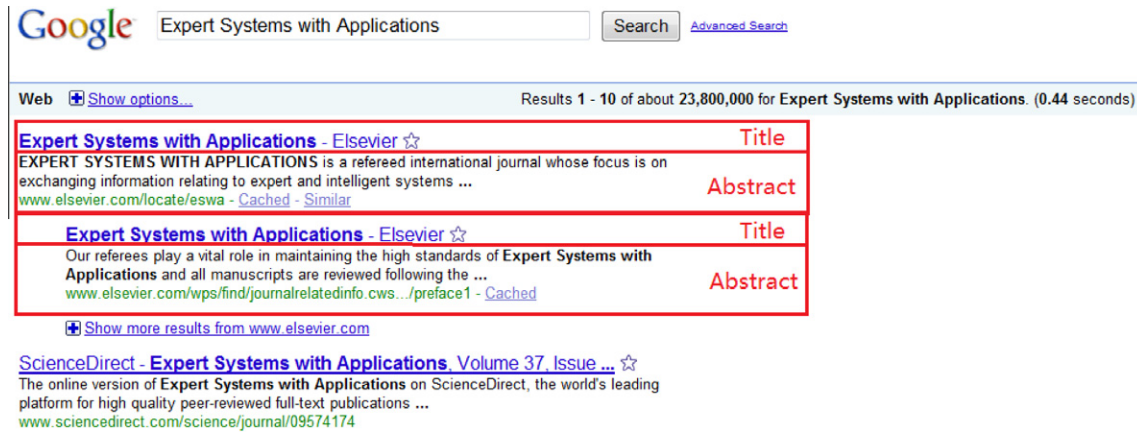 Google Expert Systems with Applications Search Advanced Search
Web Show options... Results 1 - 10 of about 23,800,000 for Expert Systems with Applications. (0.44 seconds)
Expert Systems with Applications - Elsevier Title
EXPERT SYSTEMS WITH APPLICATIONS is a refereed international journal whose focus is on
exchanging information relating to expert and intelligent systems ... Abstract
www.elsevier.com/locate/eswa - Cached - Similar
Expert Systems with Applications - Elsevier Title
Our referees play a vital role in maintaining the high standards of Expert Systems with
Applications and all manuscripts are reviewed following the ... Abstract
www.elsevier.com/wps/find/journalrelatedinfo.cws.../preface1 - Cached
Show more results from www.elsevier.com
ScienceDirect - Expert Systems with Applications, Volume 37, Issue ...
The online version of Expert Systems with Applications on ScienceDirect, the world's leading
platform for high quality peer-reviewed full-text publications ...
www.sciencedirect.com/science/journal/09574174